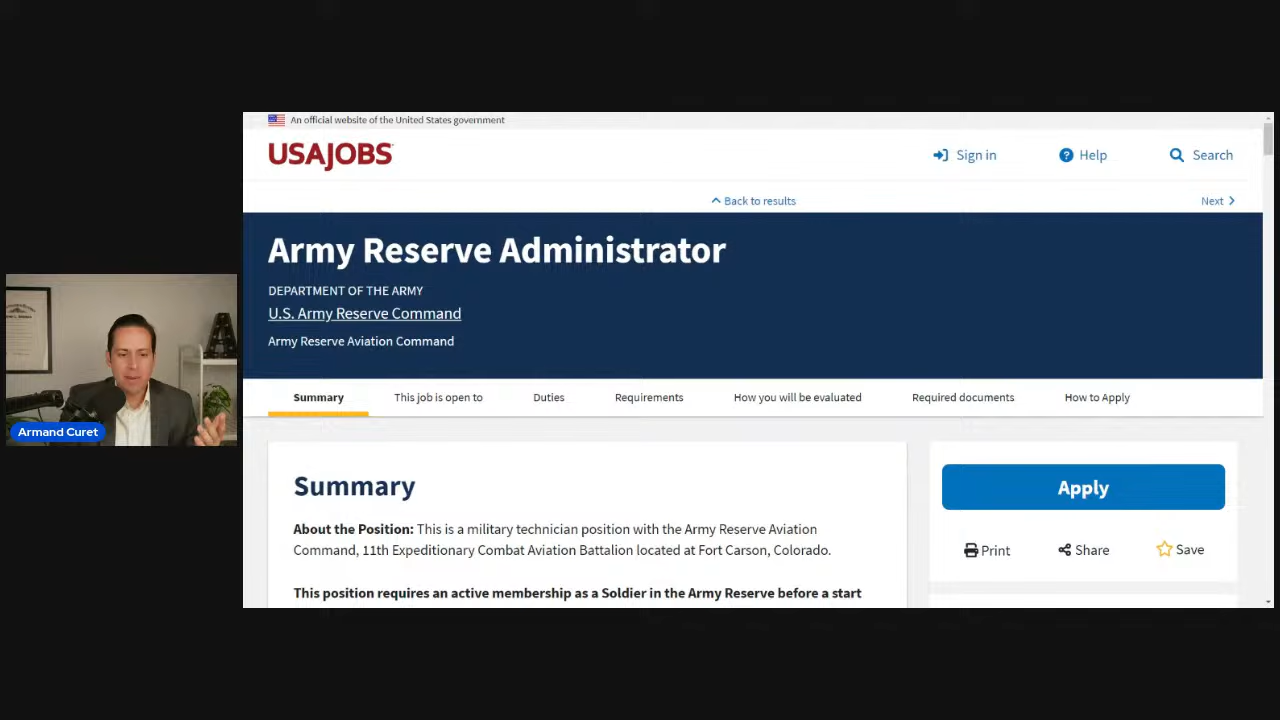 An official website of the United States government
USAJOBS
Sign in
Help
Search
Back to results
Next
Army Reserve Administrator
DEPARTMENT OF THE ARMY
U.S. Army Reserve Command
Army Reserve Aviation Command
Summary
This job is open to
Duties
Requirements
How you will be evaluated
Required documents
How to Apply
Armand Curet
Summary
About the Position: This is a military technician position with the Army Reserve Aviation
Command, 11th Expeditionary Combat Aviation Battalion located at Fort Carson, Colorado.
This position requires an active membership as a Soldier in the Army Reserve before a start
Apply
Print
Share
Save